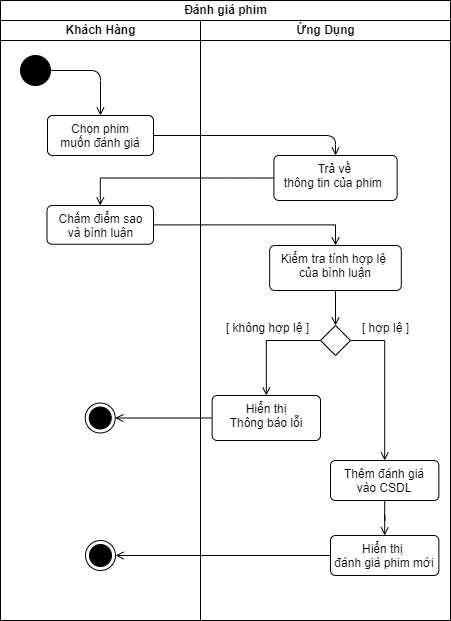 Đánh giá phim
Khách Hàng
Ứng Dụng
Chọn phim
muốn đánh giá
Trả về
thông tin của phim
Chấm điểm sao
và bình luận
Kiểm tra tính hợp lệ
của bình luận
[ không hợp lệ ]
[ hợp lệ ]
Hiển thị
Thông báo lỗi
Thêm đánh giá
vào CSDL
Hiển thị
đánh giá phim mới